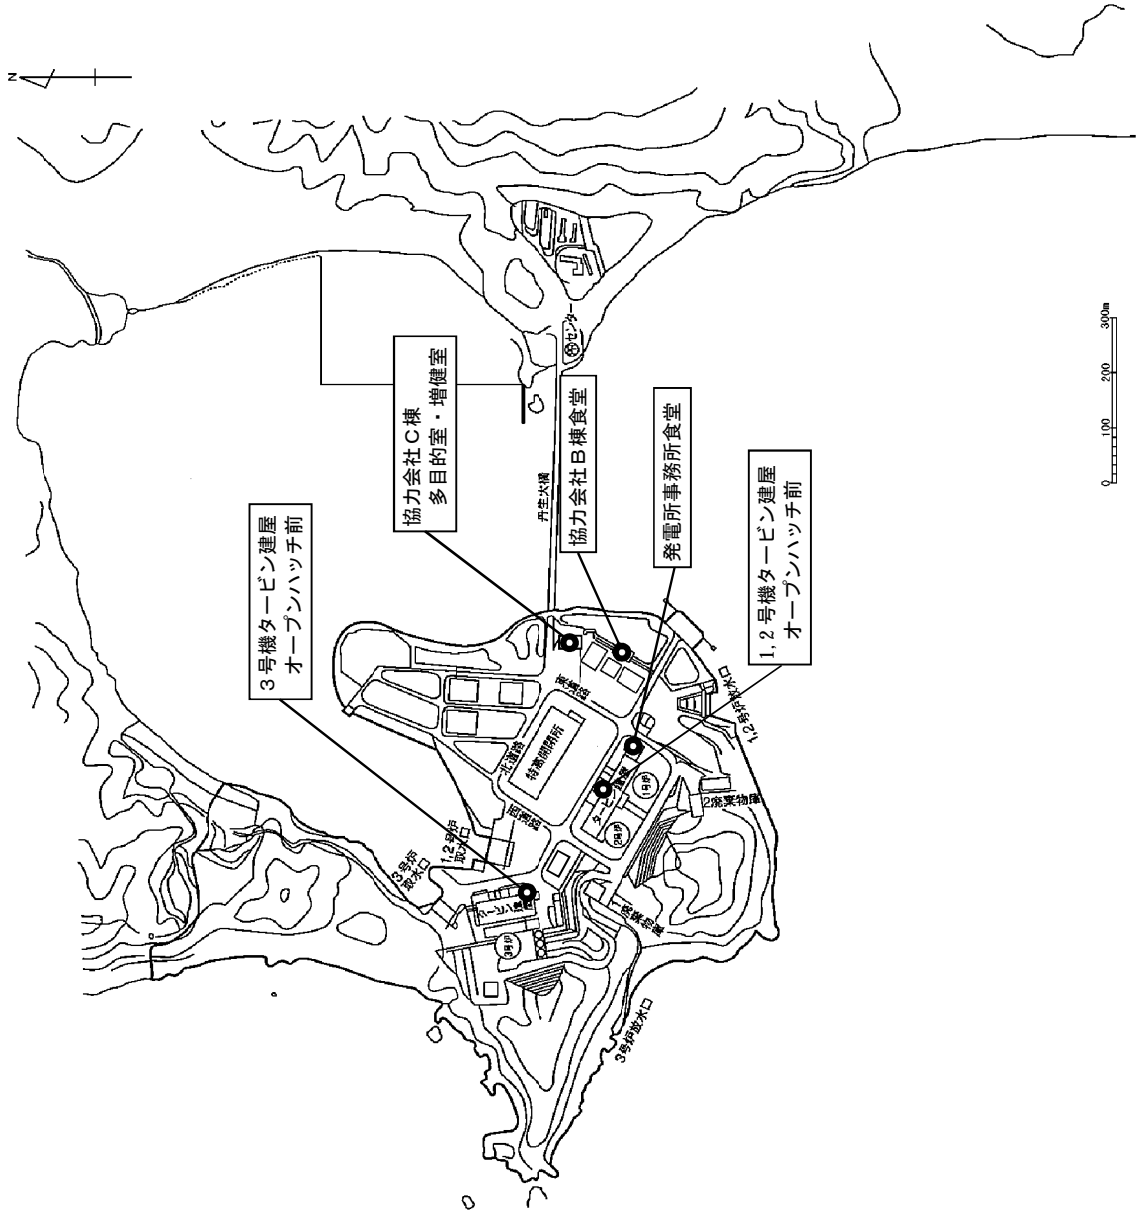 N
3号機タービン建屋
オープンハッチ前
協力会社C棟
多目的室・増健室
協力会社B棟食堂
発電所事務所食堂
1,2号機タービン建屋
オープンハッチ前
丹生大橋
センター
北道路
西道路
東道路
特高開閉所
3号炉
取水口
1,2号炉
取水口
タービン建屋
3号炉
タービン建屋
1号炉
2号炉
1,2号炉放水口
2廃棄物庫
廃棄物庫
3号炉放水口
0
100
200
300m